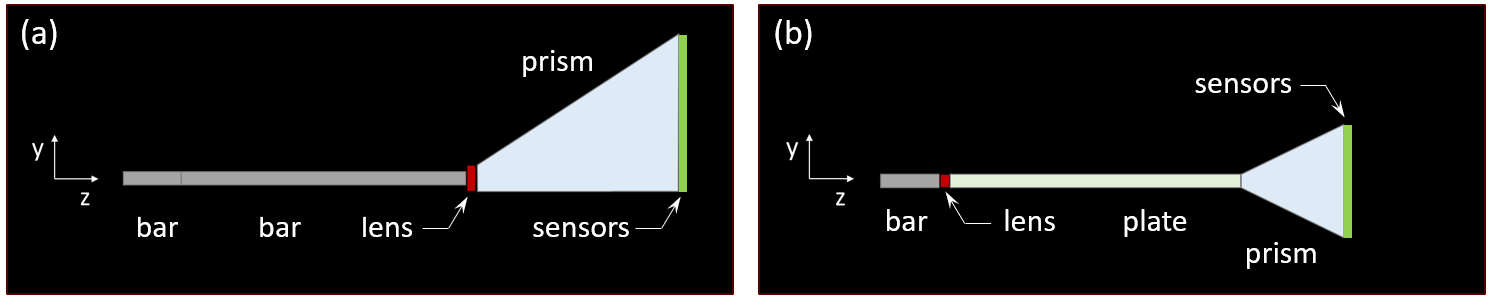 (a)
prism
y
z
bar
bar
lens
sensors
(b)
sensors
y
z
bar
lens
plate
prism